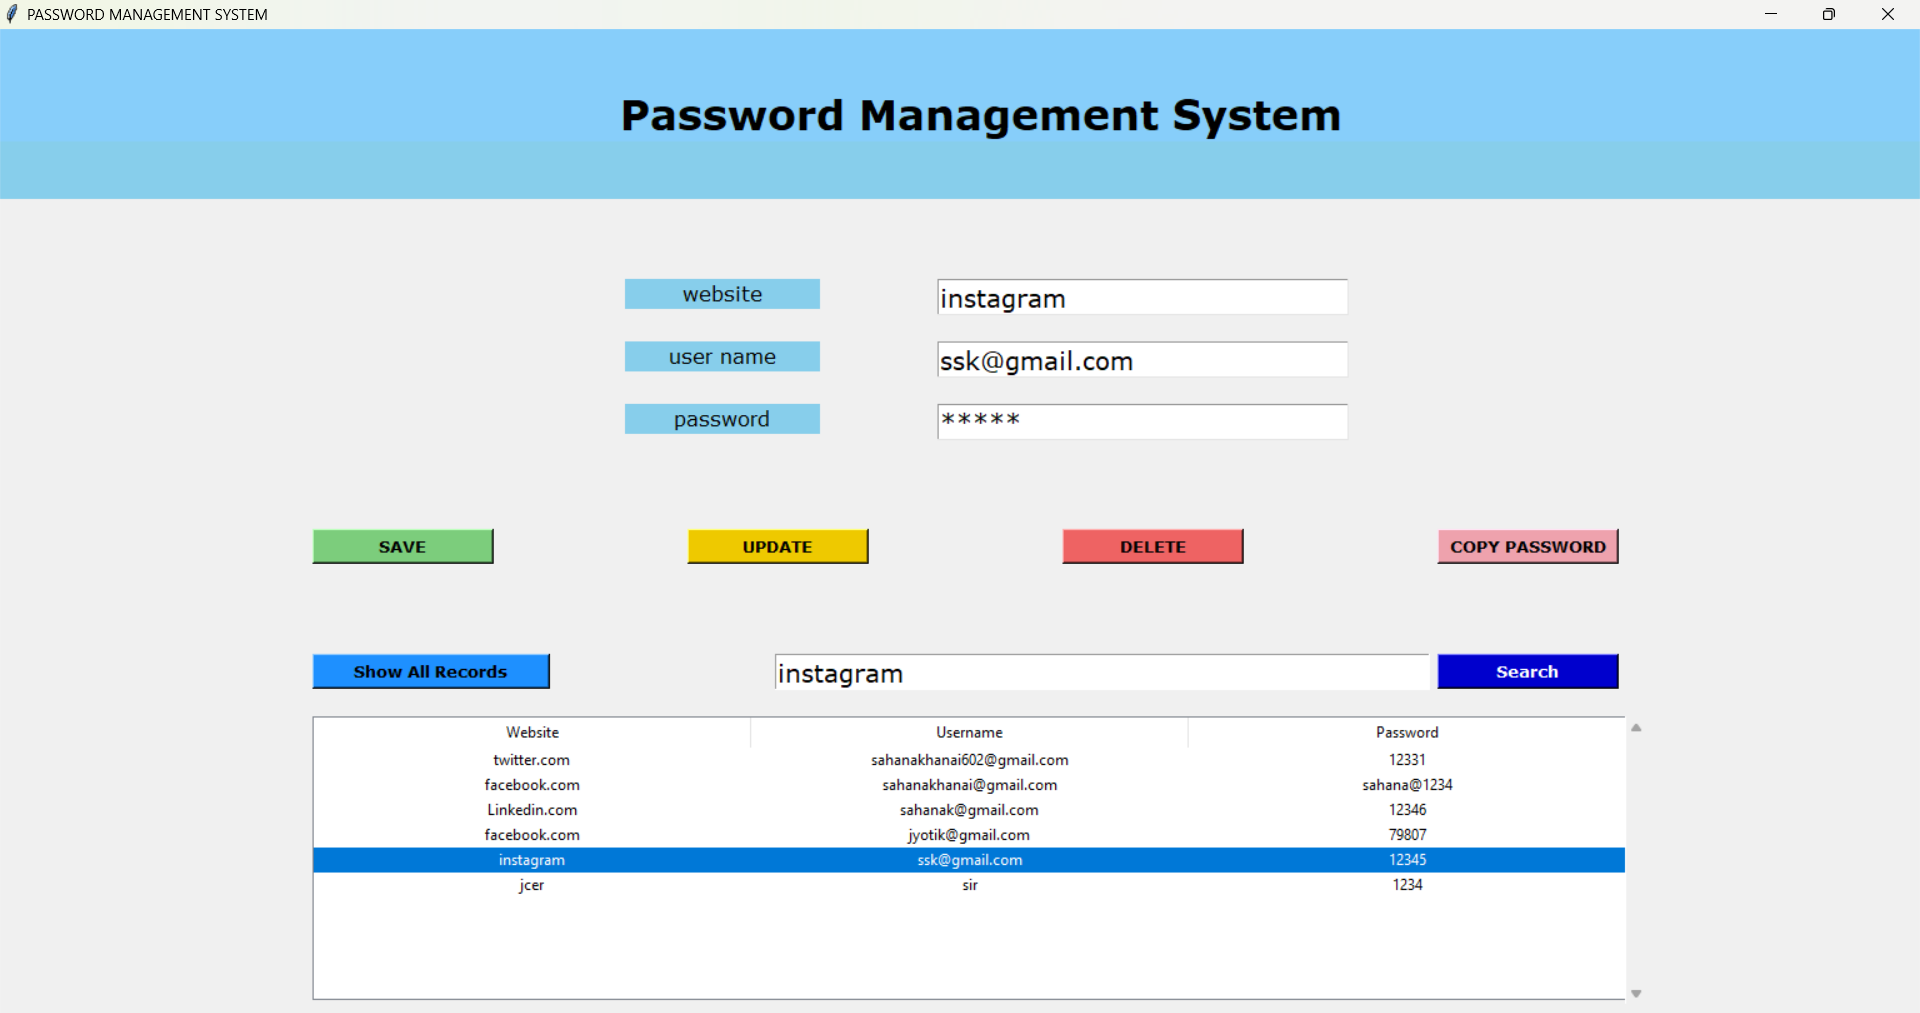 PASSWORD MANAGEMENT SYSTEM
Password Management System
website instagram
user name ssk@gmail.com
password *****
SAVE UPDATE DELETE COPY PASSWORD
Show All Records instagram Search
Website Username Password
twitter.com sahanakhanai602@gmail.com 12331
facebook.com sahanakhanai@gmail.com sahana@1234
Linkedin.com sahanak@gmail.com 12346
facebook.com jyotik@gmail.com 79807
instagram ssk@gmail.com 12345
jcer sir 1234